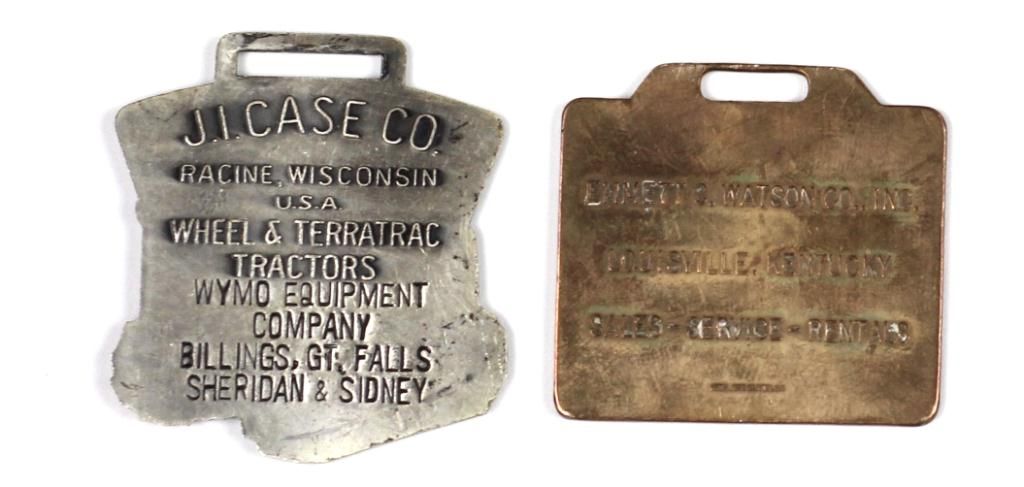 J.I. CASE CO.
RACINE, WISCONSIN
U.S.A.
WHEEL & TERRATRAC
TRACTORS
WYMO EQUIPMENT
COMPANY
BILLINGS, GT. FALLS
SHERIDAN & SIDNEY
EMMETT C. WATSON CO., INC.
LOUISVILLE, KENTUCKY
SALES - SERVICE - RENTALS